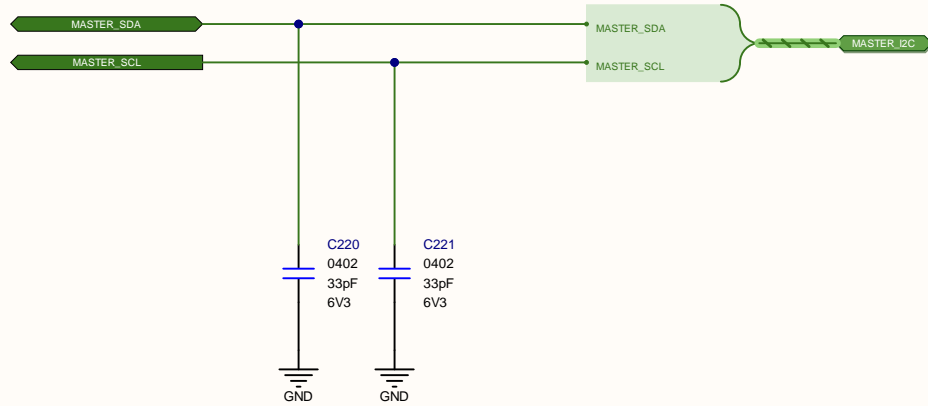 MASTER_SDA
MASTER_SDA
MASTER_I2C
MASTER_SCL
MASTER_SCL
C220
0402
33pF
6V3
C221
0402
33pF
6V3
GND
GND